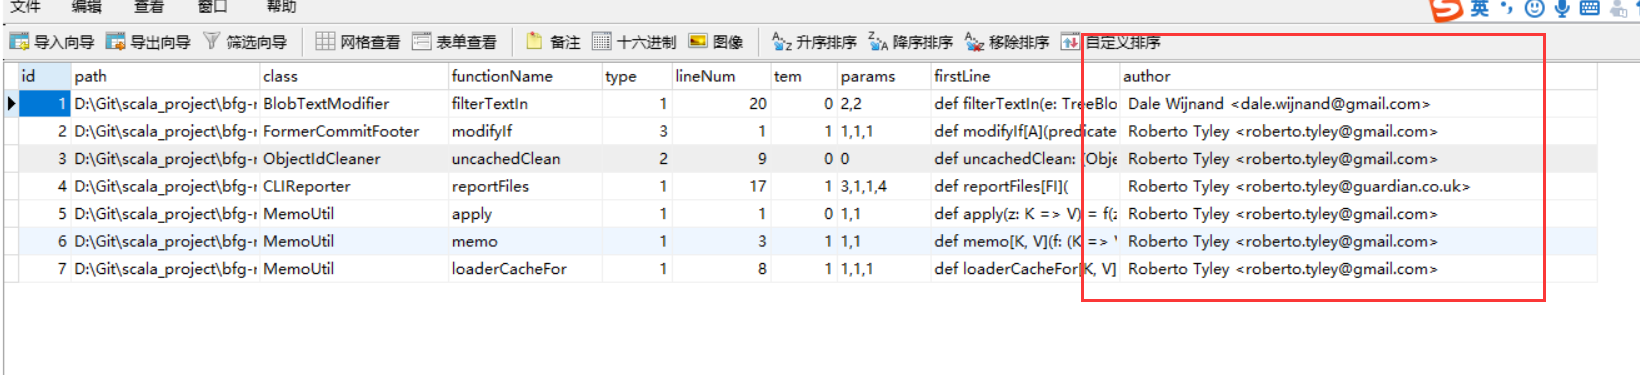 文件 编辑 查看 窗口 帮助
英
导入向导 导出向导 筛选向导 网格查看 表单查看 备注 十六进制 图像 升序排序 降序排序 移除排序 自定义排序
id path class functionName type lineNum tem params firstLine author
1 D:\Git\scala_project\bfg-r BlobTextModifier filterTextIn 1 20 0 2,2 def filterTextIn(e: TreeBlo Dale Wijnand <dale.wijnand@gmail.com>
2 D:\Git\scala_project\bfg-r FormerCommitFooter modifyIf 3 1 1 1,1,1 def modifyIf[A](predicate Roberto Tyley <roberto.tyley@gmail.com>
3 D:\Git\scala_project\bfg-r ObjectIdCleaner uncachedClean 2 9 0 0 def uncachedClean: (Obje Roberto Tyley <roberto.tyley@gmail.com>
4 D:\Git\scala_project\bfg-r CLIReporter reportFiles 1 17 1 3,1,1,4 def reportFiles[FI]( Roberto Tyley <roberto.tyley@guardian.co.uk>
5 D:\Git\scala_project\bfg-r MemoUtil apply 1 1 0 1,1 def apply(z: K => V) = f(z Roberto Tyley <roberto.tyley@gmail.com>
6 D:\Git\scala_project\bfg-r MemoUtil memo 1 3 1 1,1 def memo[K, V](f: (K => V Roberto Tyley <roberto.tyley@gmail.com>
7 D:\Git\scala_project\bfg-r MemoUtil loaderCacheFor 1 8 1 1,1,1 def loaderCacheFor[K, V] Roberto Tyley <roberto.tyley@gmail.com>